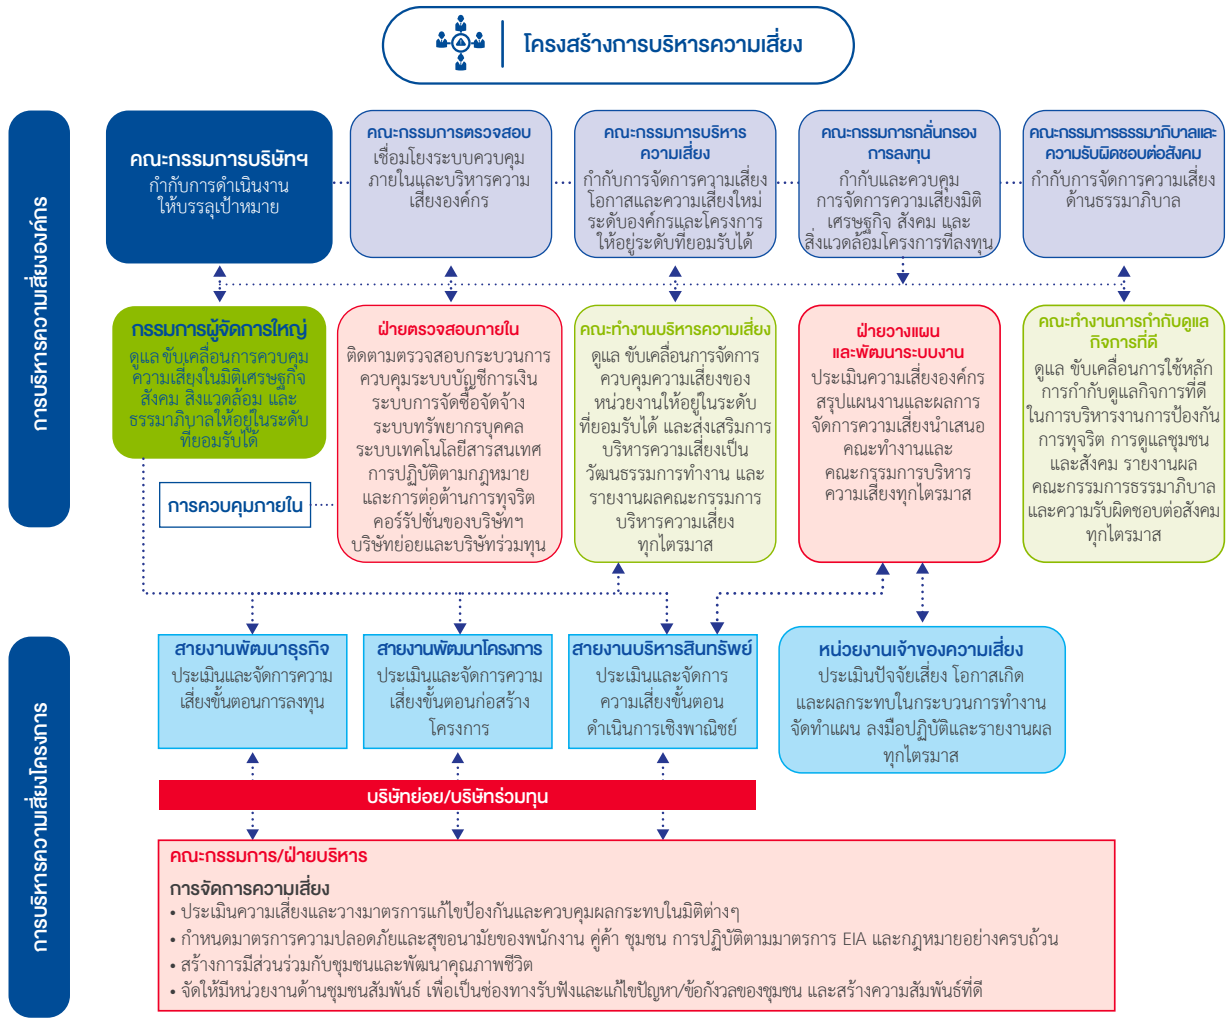 โครงสร้างการบริหารความเสี่ยง
การบริหารความเสี่ยงองค์กร
คณะกรรมการบริษัทฯ
กำกับการดำเนินงาน
ให้บรรลุเป้าหมาย
คณะกรรมการตรวจสอบ
เชื่อมโยงระบบควบคุม
ภายในและบริหารความ
เสี่ยงองค์กร
คณะกรรมการบริหาร
ความเสี่ยง
กำกับการจัดการความเสี่ยง
โอกาสและความเสี่ยงใหม่
ระดับองค์กรและโครงการ
ให้อยู่ระดับที่ยอมรับได้
คณะกรรมการกลั่นกรอง
การลงทุน
กำกับและควบคุม
การจัดการความเสี่ยงมิติ
เศรษฐกิจ สังคม และ
สิ่งแวดล้อมโครงการที่ลงทุน
คณะกรรมการธรรมาภิบาลและ
ความรับผิดชอบต่อสังคม
กำกับการจัดการความเสี่ยง
ด้านธรรมาภิบาล
กรรมการผู้จัดการใหญ่
ดูแล ขับเคลื่อนการควบคุม
ความเสี่ยงในมิติเศรษฐกิจ
สังคม สิ่งแวดล้อม และ
ธรรมาภิบาลให้อยู่ในระดับ
ที่ยอมรับได้
การควบคุมภายใน
ฝ่ายตรวจสอบภายใน
ติดตามตรวจสอบกระบวนการ
ควบคุมระบบบัญชีการเงิน
ระบบการจัดซื้อจัดจ้าง
ระบบทรัพยากรบุคคล
ระบบเทคโนโลยีสารสนเทศ
การปฏิบัติตามกฎหมาย
และการต่อต้านการทุจริต
คอร์รัปชั่นของบริษัทฯ
บริษัทย่อยและบริษัทร่วมทุน
คณะทำงานบริหารความเสี่ยง
ดูแล ขับเคลื่อนการจัดการ
ควบคุมความเสี่ยงของ
หน่วยงานให้อยู่ในระดับ
ที่ยอมรับได้ และส่งเสริมการ
บริหารความเสี่ยงเป็น
วัฒนธรรมการทำงาน และ
รายงานผลคณะกรรมการ
บริหารความเสี่ยง
ทุกไตรมาส
ฝ่ายวางแผน
และพัฒนาระบบงาน
ประเมินความเสี่ยงองค์กร
สรุปแผนงานและผลการ
จัดการความเสี่ยงนำเสนอ
คณะทำงานและ
คณะกรรมการบริหาร
ความเสี่ยงทุกไตรมาส
คณะทำงานการกำกับดูแล
กิจการที่ดี
ดูแล ขับเคลื่อนการใช้หลัก
การกำกับดูแลกิจการที่ดี
ในการบริหารงานการป้องกัน
การทุจริต การดูแลชุมชน
และสังคม รายงานผล
คณะกรรมการธรรมาภิบาล
และความรับผิดชอบต่อสังคม
ทุกไตรมาส
การบริหารความเสี่ยงโครงการ
สายงานพัฒนาธุรกิจ
ประเมินและจัดการความ
เสี่ยงขั้นตอนการลงทุน
สายงานพัฒนาโครงการ
ประเมินและจัดการความ
เสี่ยงขั้นตอนก่อสร้าง
โครงการ
สายงานบริหารสินทรัพย์
ประเมินและจัดการ
ความเสี่ยงขั้นตอน
ดำเนินการเชิงพาณิชย์
หน่วยงานเจ้าของความเสี่ยง
ประเมินปัจจัยเสี่ยง โอกาสเกิด
และผลกระทบในกระบวนการทำงาน
จัดทำแผน ลงมือปฏิบัติและรายงานผล
ทุกไตรมาส
บริษัทย่อย/บริษัทร่วมทุน
คณะกรรมการ/ฝ่ายบริหาร
การจัดการความเสี่ยง
• ประเมินความเสี่ยงและวางมาตรการแก้ไขป้องกันและควบคุมผลกระทบในมิติต่างๆ
• กำหนดมาตรการความปลอดภัยและสุขอนามัยของพนักงาน คู่ค้า ชุมชน การปฏิบัติตามมาตรการ EIA และกฎหมายอย่างครบถ้วน
• สร้างการมีส่วนร่วมกับชุมชนและพัฒนาคุณภาพชีวิต
• จัดให้มีหน่วยงานด้านชุมชนสัมพันธ์ เพื่อเป็นช่องทางรับฟังและแก้ไขปัญหา/ข้อกังวลของชุมชน และสร้างความสัมพันธ์ที่ดี